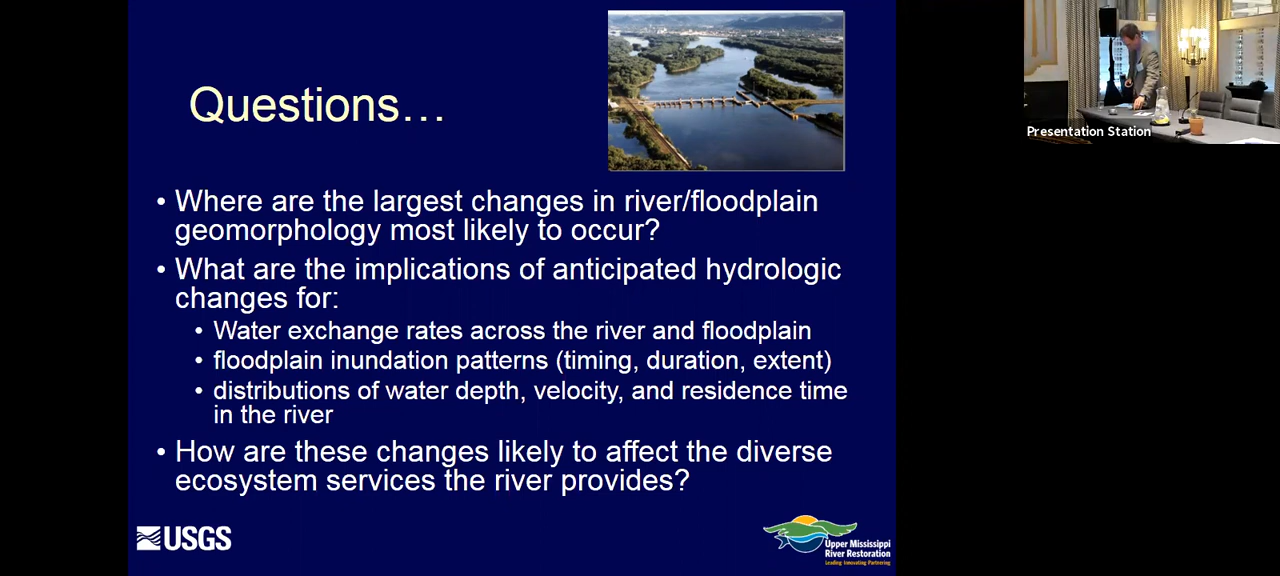 Questions…
• Where are the largest changes in river/floodplain
geomorphology most likely to occur?
• What are the implications of anticipated hydrologic
changes for:
• Water exchange rates across the river and floodplain
• floodplain inundation patterns (timing, duration, extent)
• distributions of water depth, velocity, and residence time
in the river
• How are these changes likely to affect the diverse
ecosystem services the river provides?
USGS
Upper Mississippi
River Restoration
Leading Innovating Partnering
Presentation Station